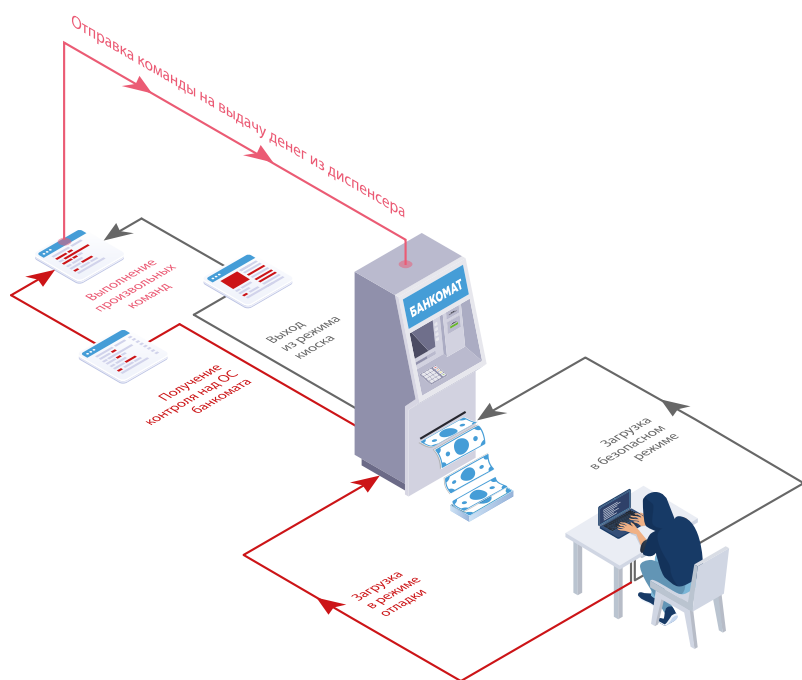 Отправка команды на выдачу денег из диспенсера
Выполнение
произвольных
команд
Выход
из режима
киоска
Получение
контроля над ОС
банкомата
БАНКОМАТ
Загрузка
в безопасном
режиме
Загрузка
в режиме
отладки